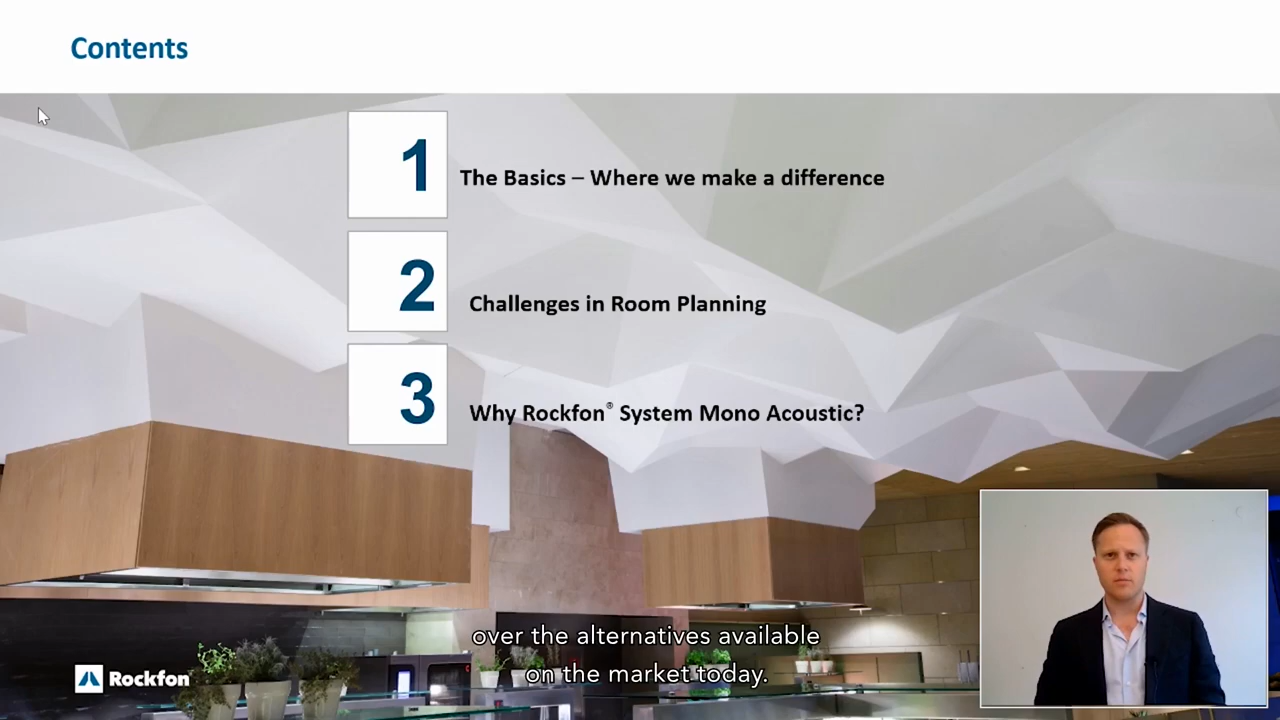 Contents
1
The Basics – Where we make a difference
2
Challenges in Room Planning
3
Why Rockfon® System Mono Acoustic?
over the alternatives available
on the market today.
Rockfon